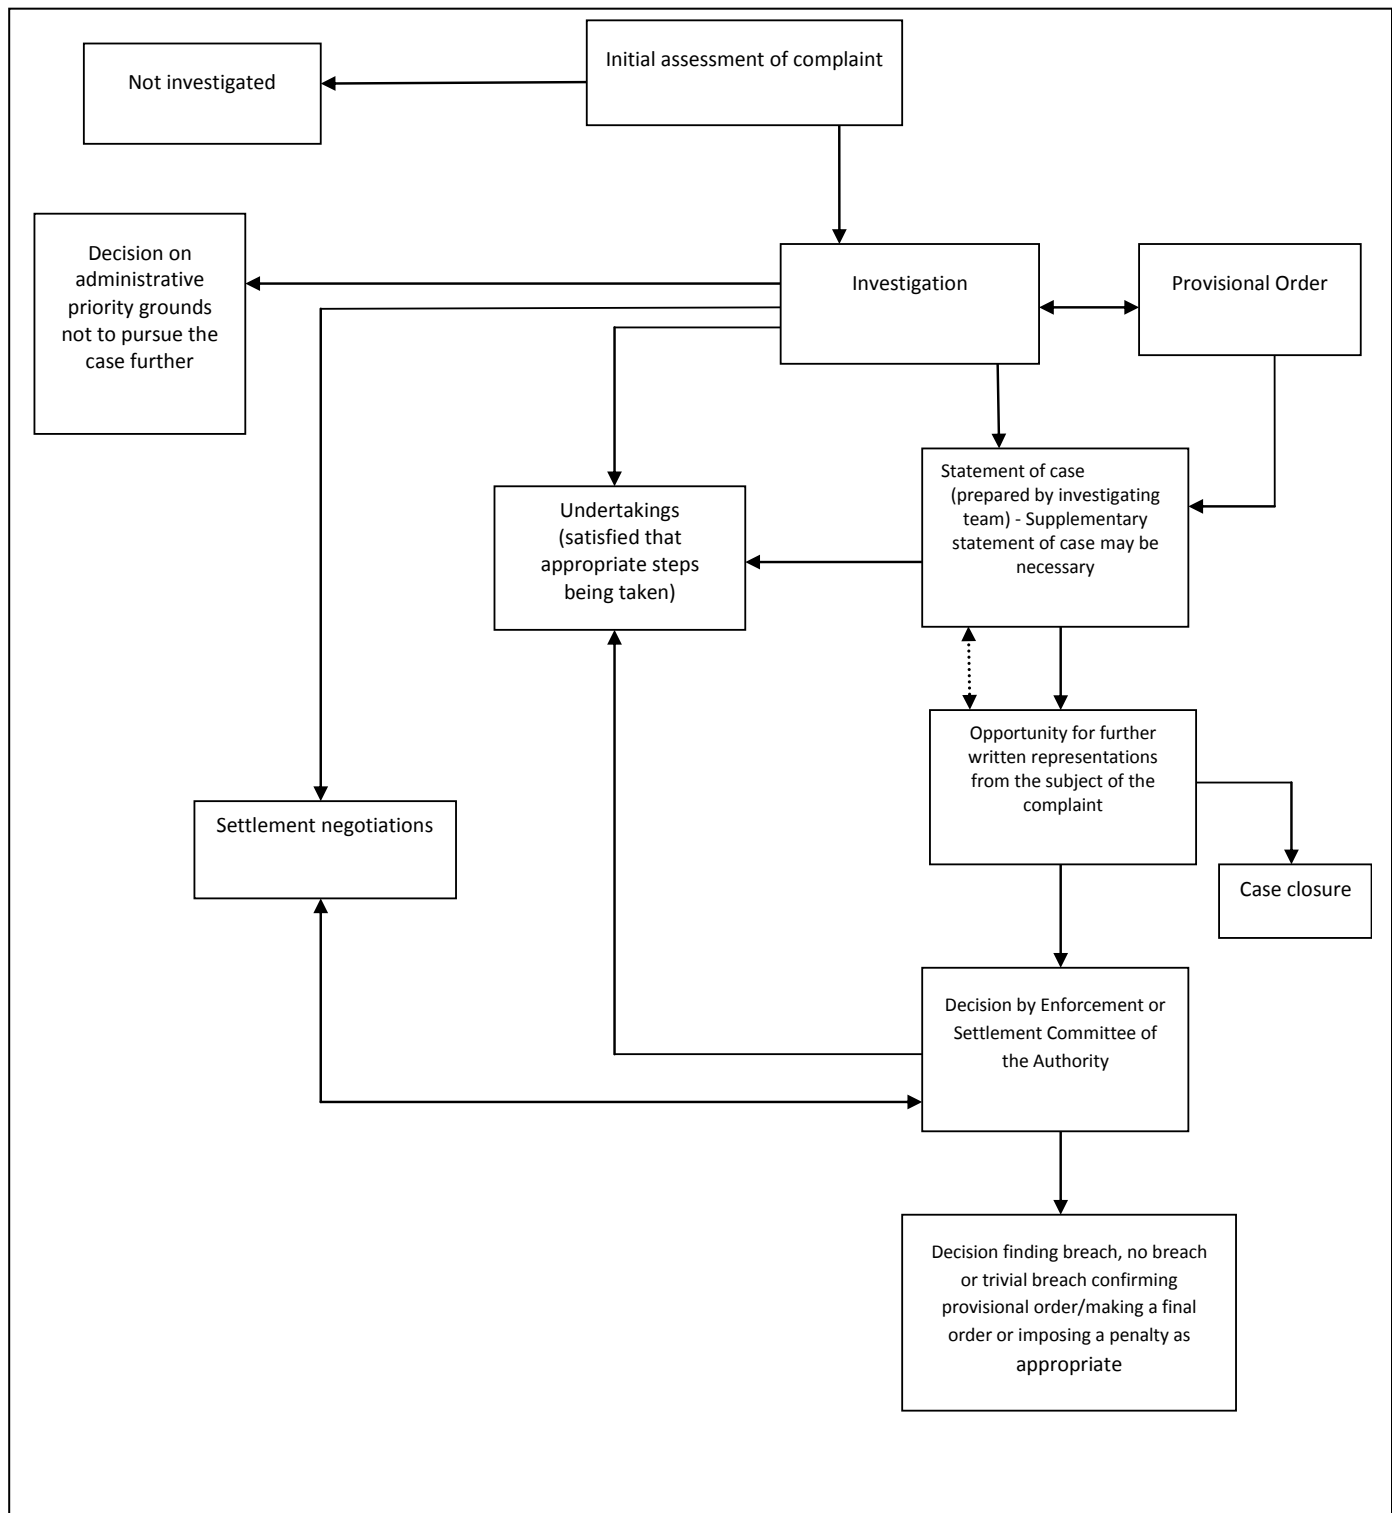 Initial assessment of complaint
Not investigated
Decision on
administrative
priority grounds
not to pursue the
case further
Investigation
Provisional Order
Statement of case
(prepared by investigating
team) - Supplementary
statement of case may be
necessary
Undertakings
(satisfied that
appropriate steps
being taken)
Opportunity for further
written representations
from the subject of the
complaint
Settlement negotiations
Case closure
Decision by Enforcement or
Settlement Committee of
the Authority
Decision finding breach, no breach
or trivial breach confirming
provisional order/making a final
order or imposing a penalty as
appropriate